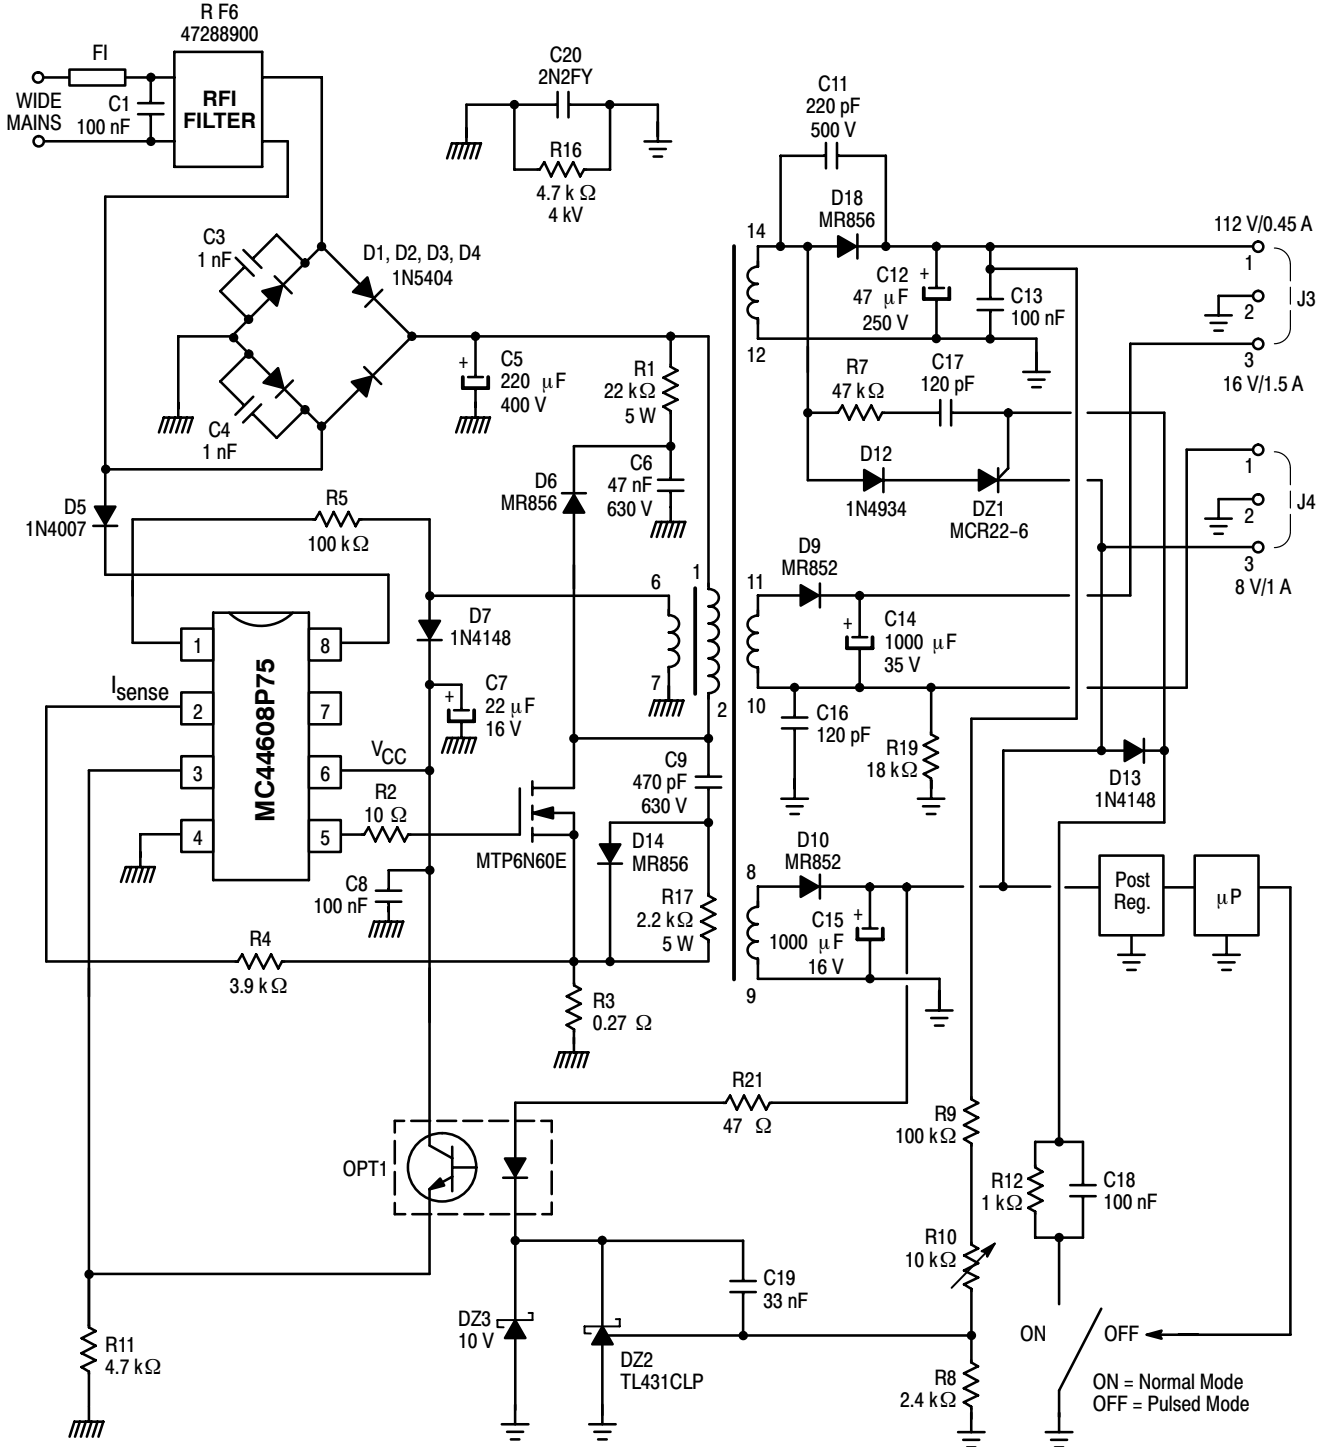 R F6
47288900
FI
WIDE
MAINS
C1
100 nF
RFI
FILTER
C20
2N2FY
R16
4.7 k Ω
4 kV
C11
220 pF
500 V
D18
MR856
14
12
112 V/0.45 A
1
2
3
J3
16 V/1.5 A
C12
47 μF
250 V
C13
100 nF
C3
1 nF
D1, D2, D3, D4
1N5404
C4
1 nF
C5
220 μF
400 V
R1
22 kΩ
5 W
R7
47 kΩ
C17
120 pF
D12
1N4934
DZ1
MCR22-6
1
2
3
J4
8 V/1 A
D5
1N4007
R5
100 kΩ
D6
MR856
C6
47 nF
630 V
D9
MR852
6
1
7
2
11
10
D7
1N4148
C14
1000 μF
35 V
MC44608P75
1
2
3
4
8
7
6
5
Isense
VCC
C7
22 μF
16 V
C16
120 pF
R19
18 kΩ
D13
1N4148
R2
10 Ω
MTP6N60E
C9
470 pF
630 V
D14
MR856
R17
2.2 kΩ
5 W
C8
100 nF
D10
MR852
8
9
C15
1000 μF
16 V
Post
Reg.
μP
R4
3.9 kΩ
R3
0.27 Ω
R21
47 Ω
OPT1
R9
100 kΩ
R12
1 kΩ
C18
100 nF
R10
10 kΩ
C19
33 nF
DZ3
10 V
DZ2
TL431CLP
R11
4.7 kΩ
R8
2.4 kΩ
ON
OFF
ON = Normal Mode
OFF = Pulsed Mode